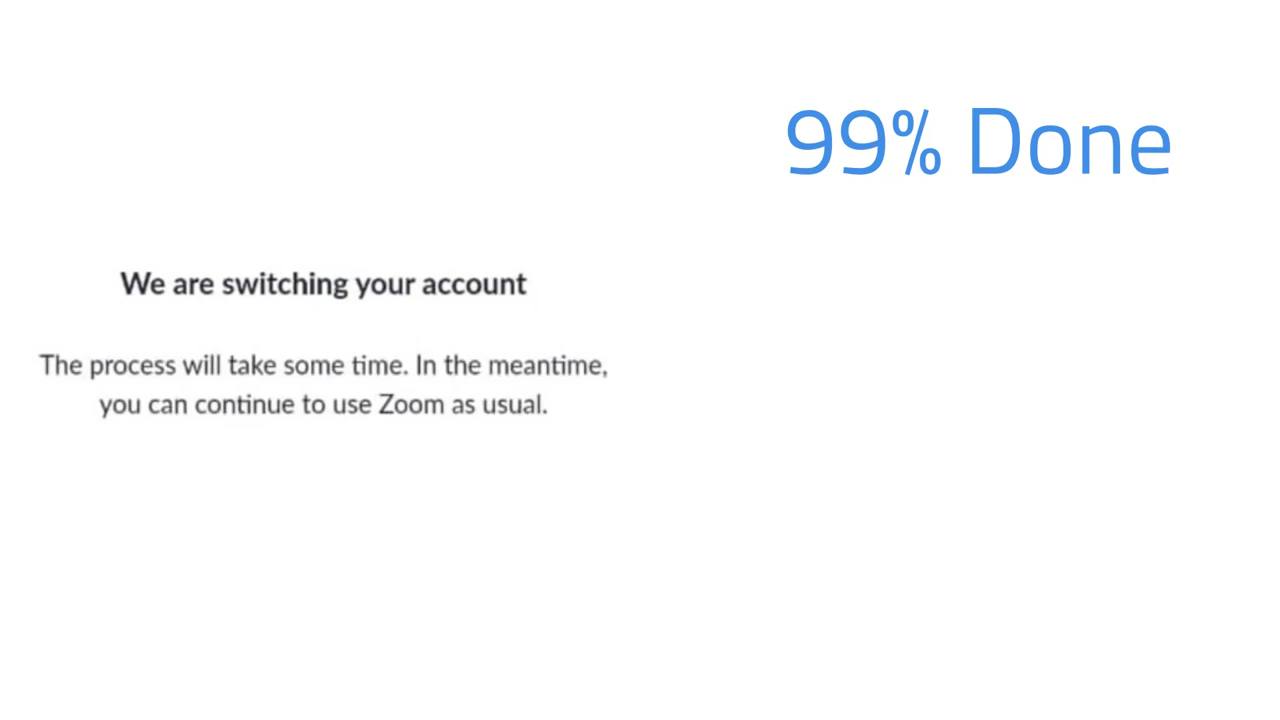 99% Done
We are switching your account
The process will take some time. In the meantime,
you can continue to use Zoom as usual.